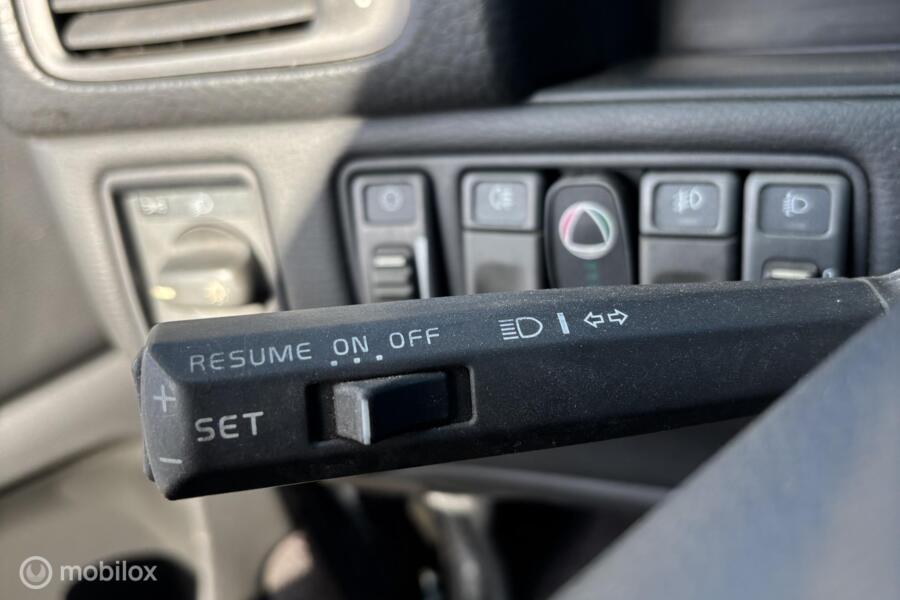 RESUME ON OFF
+
SET
-
mobilox